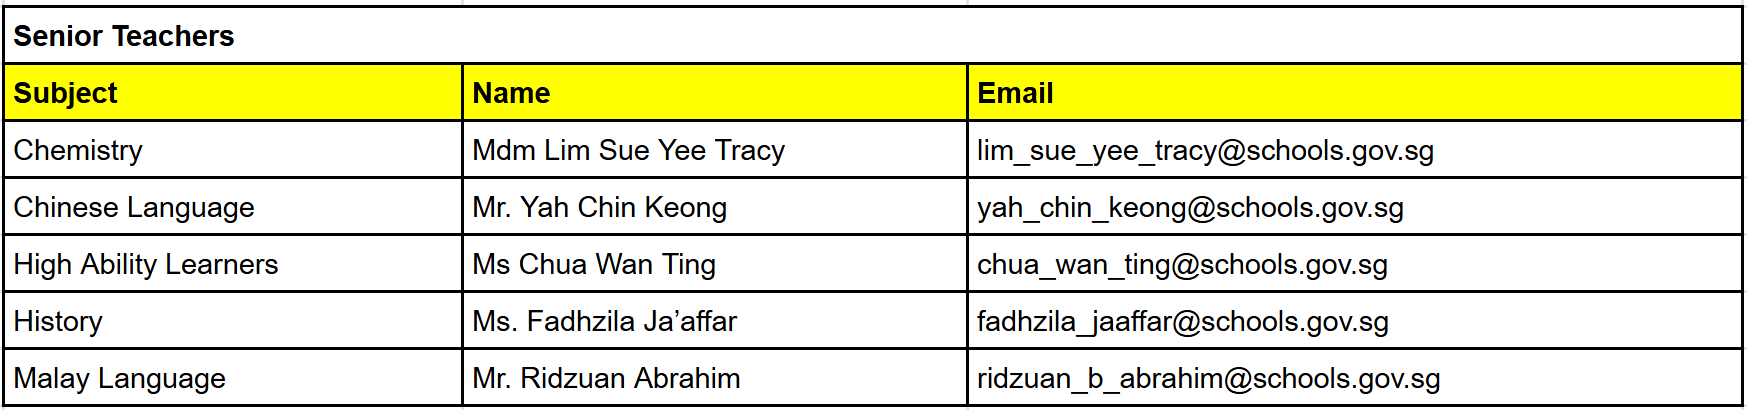 Senior Teachers
Subject Name Email
Chemistry Mdm Lim Sue Yee Tracy lim_sue_yee_tracy@schools.gov.sg
Chinese Language Mr. Yah Chin Keong yah_chin_keong@schools.gov.sg
High Ability Learners Ms Chua Wan Ting chua_wan_ting@schools.gov.sg
History Ms. Fadhzila Ja’affar fadhzila_jaaffar@schools.gov.sg
Malay Language Mr. Ridzuan Abrahim ridzuan_b_abrahim@schools.gov.sg